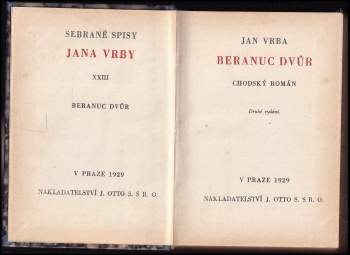 SEBRANÉ SPISY
JANA VRBY
XXIII
BERANUC DVŮR
V PRAZE 1929
NAKLADATELSTVÍ J. OTTO S. S R. O.
JAN VRBA
BERANUC DVŮR
CHODSKÝ ROMÁN
Druhé vydání.
V PRAZE 1929
NAKLADATELSTVÍ J. OTTO S. S R. O.